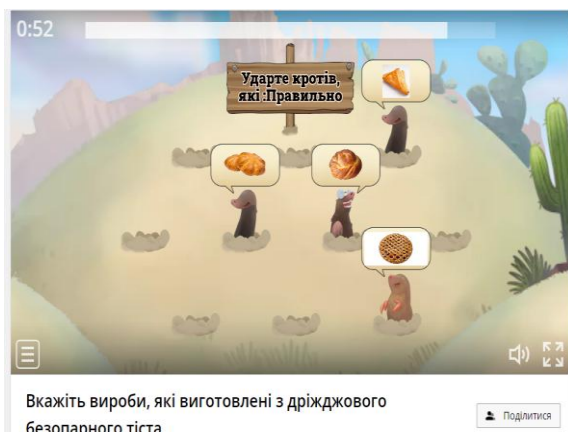 0:52
Ударте кротів,
які :Правильно
Вкажіть вироби, які виготовлені з дріжджового
безопарного тіста
Поділитися